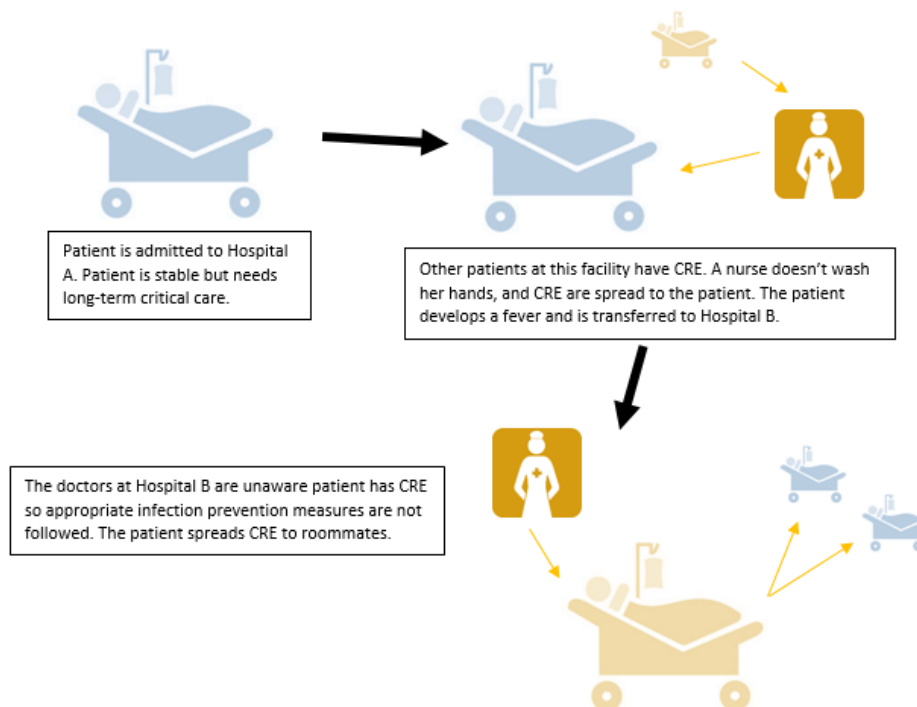 Patient is admitted to Hospital
A. Patient is stable but needs
long-term critical care.
Other patients at this facility have CRE. A nurse doesn’t wash
her hands, and CRE are spread to the patient. The patient
develops a fever and is transferred to Hospital B.
The doctors at Hospital B are unaware patient has CRE
so appropriate infection prevention measures are not
followed. The patient spreads CRE to roommates.